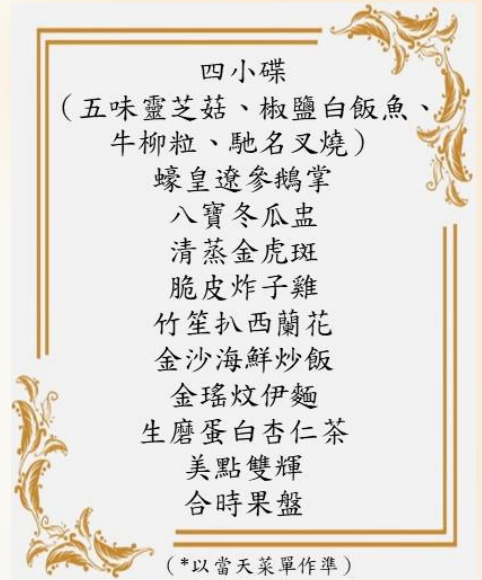 四小碟
（五味靈芝菇、椒鹽白飯魚、
牛柳粒、馳名叉燒）
蠔皇遼參鵝掌
八寶冬瓜盅
清蒸金虎斑
脆皮炸子雞
竹笙扒西蘭花
金沙海鮮炒飯
金瑤炆伊麵
生磨蛋白杏仁茶
美點雙輝
合時果盤
（*以當天菜單作準）